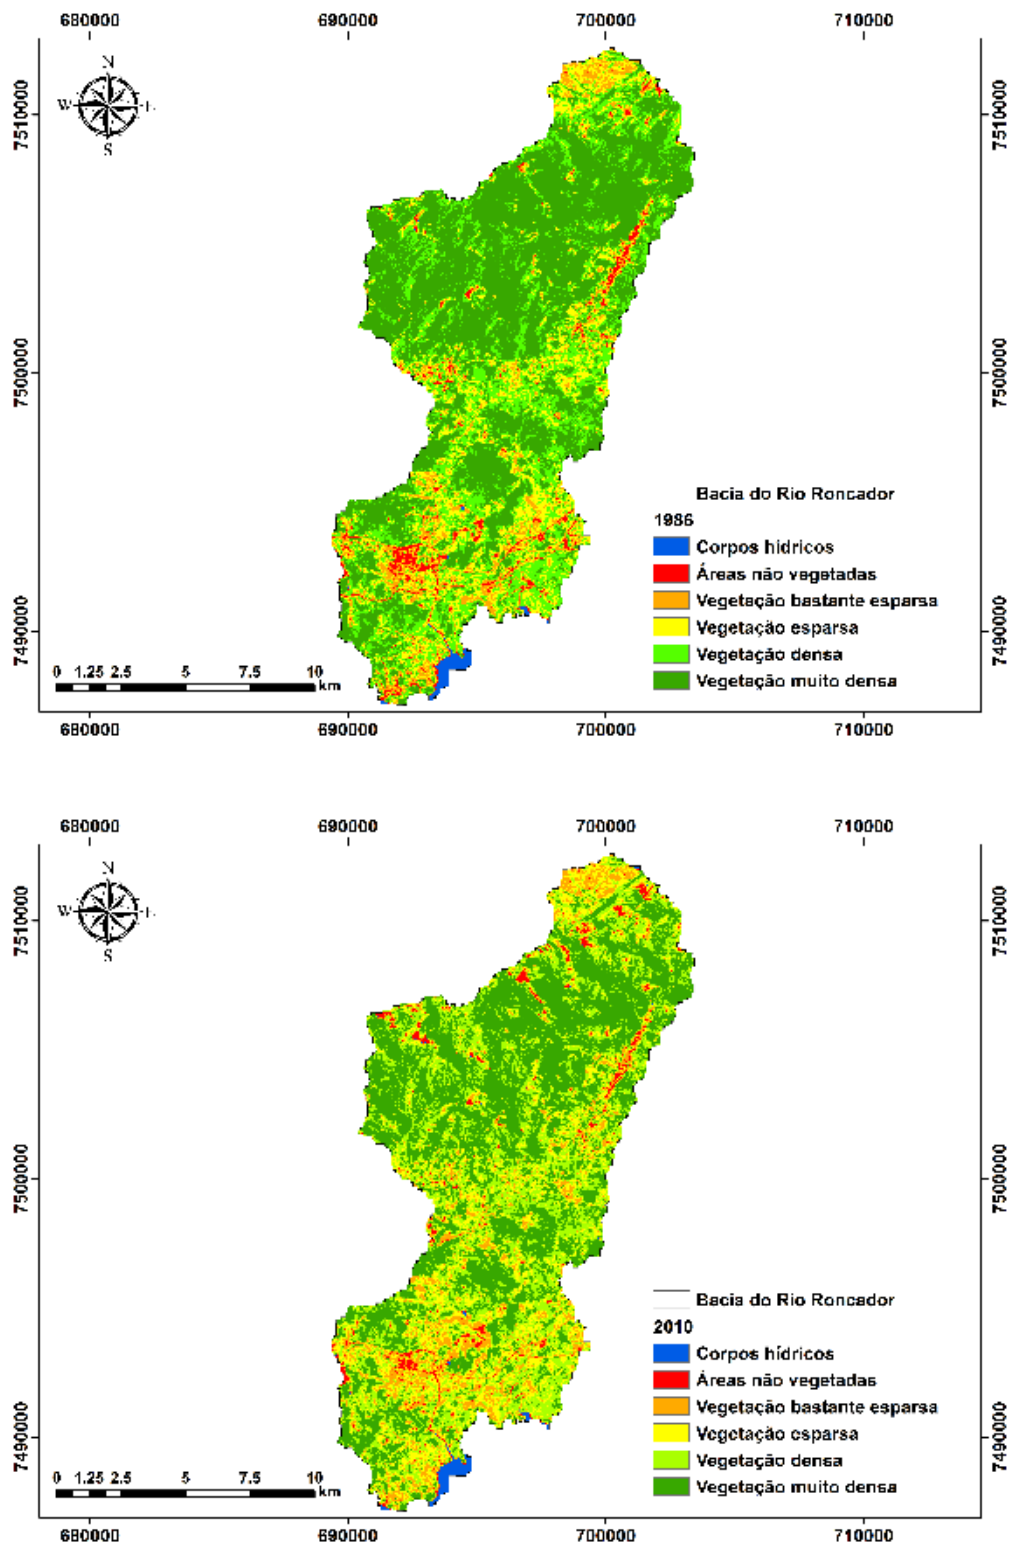 680000 690000 700000 710000
N
W E
S
7510000 7510000
7500000 7500000
Bacia do Rio Roncador
1986
Corpos hídricos
Áreas não vegetadas
Vegetação bastante esparsa
Vegetação esparsa
Vegetação densa
Vegetação muito densa
7490000 7490000
0 1.25 2.5 5 7.5 10
km
680000 690000 700000 710000
680000 690000 700000 710000
N
W E
S
7510000 7510000
7500000 7500000
Bacia do Rio Roncador
2010
Corpos hídricos
Áreas não vegetadas
Vegetação bastante esparsa
Vegetação esparsa
Vegetação densa
Vegetação muito densa
7490000 7490000
0 1.25 2.5 5 7.5 10
km
680000 690000 700000 710000